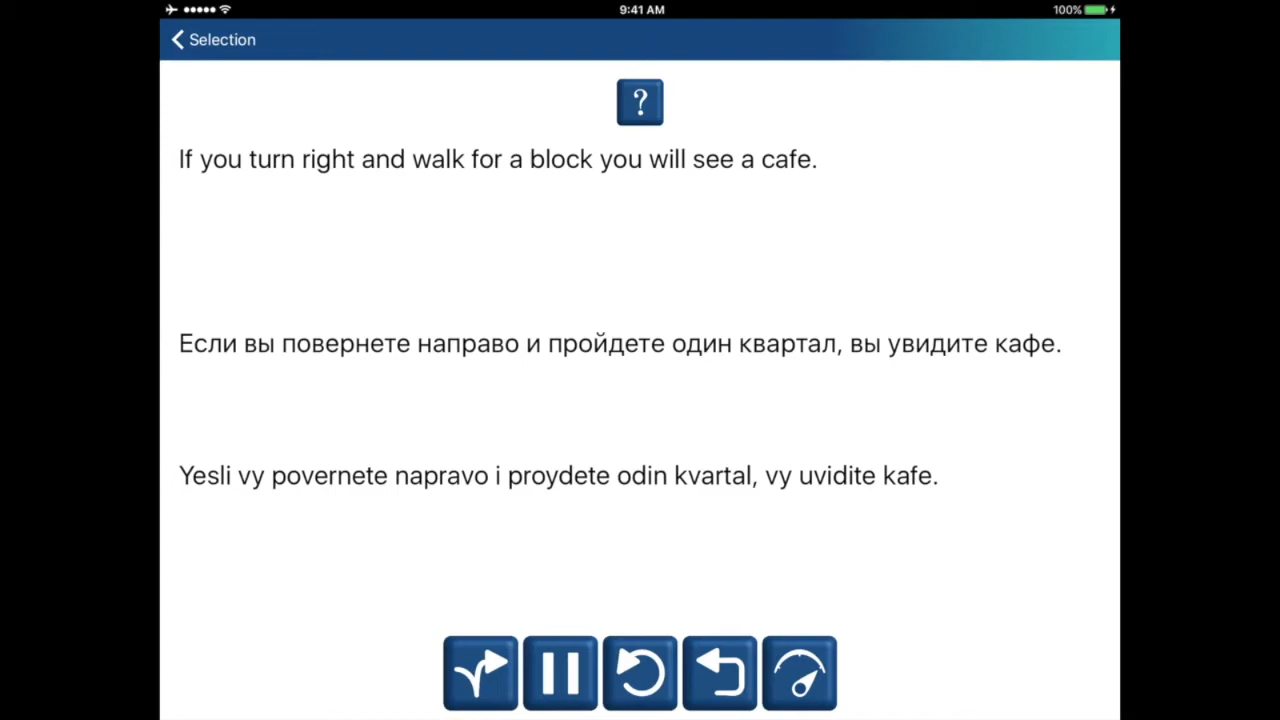 9:41 AM
100%
Selection
?
If you turn right and walk for a block you will see a cafe.
Если вы повернете направо и пройдете один квартал, вы увидите кафе.
Yesli vy povernete napravo i proydete odin kvartal, vy uvidite kafe.